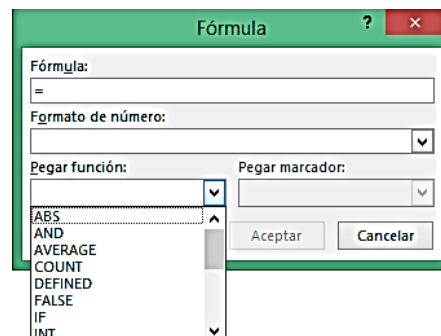 Fórmula ?
Fórmula:
=
Formato de número:
Pegar función: Pegar marcador:
ABS
AND
AVERAGE
COUNT
DEFINED
FALSE
IF
INT
Aceptar Cancelar